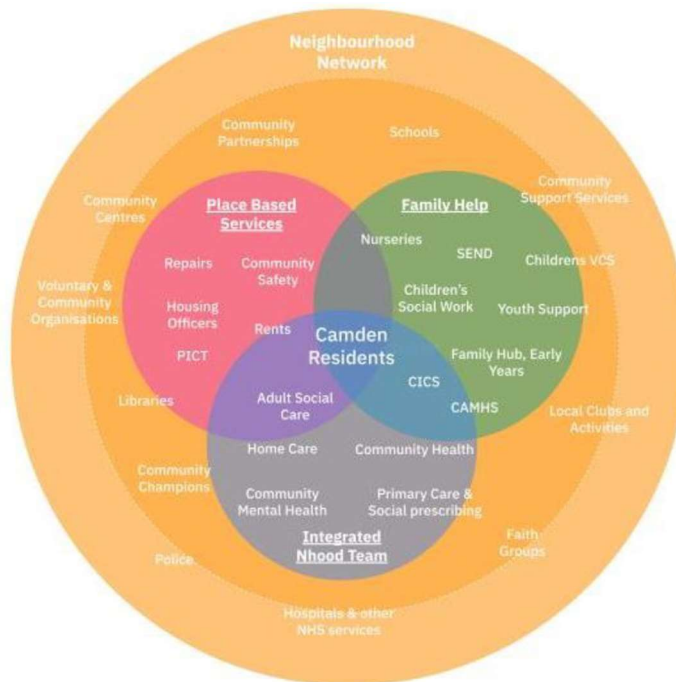 Neighbourhood
Network
Community
Partnerships
Schools
Community
Centres
Community
Support Services
Place Based
Services
Family Help
Nurseries
SEND
Childrens VCS
Repairs
Community
Safety
Voluntary &
Community
Organisations
Children's
Social Work
Youth Support
Housing
Officers
Rents
Camden
Residents
PICT
Family Hub, Early
Years
CICS
Libraries
Adult Social
Care
CAMHS
Local Clubs and
Activities
Home Care
Community Health
Community
Champions
Community
Mental Health
Primary Care &
Social prescribing
Integrated
Nhood Team
Faith
Groups
Police
Hospitals & other
NHS services